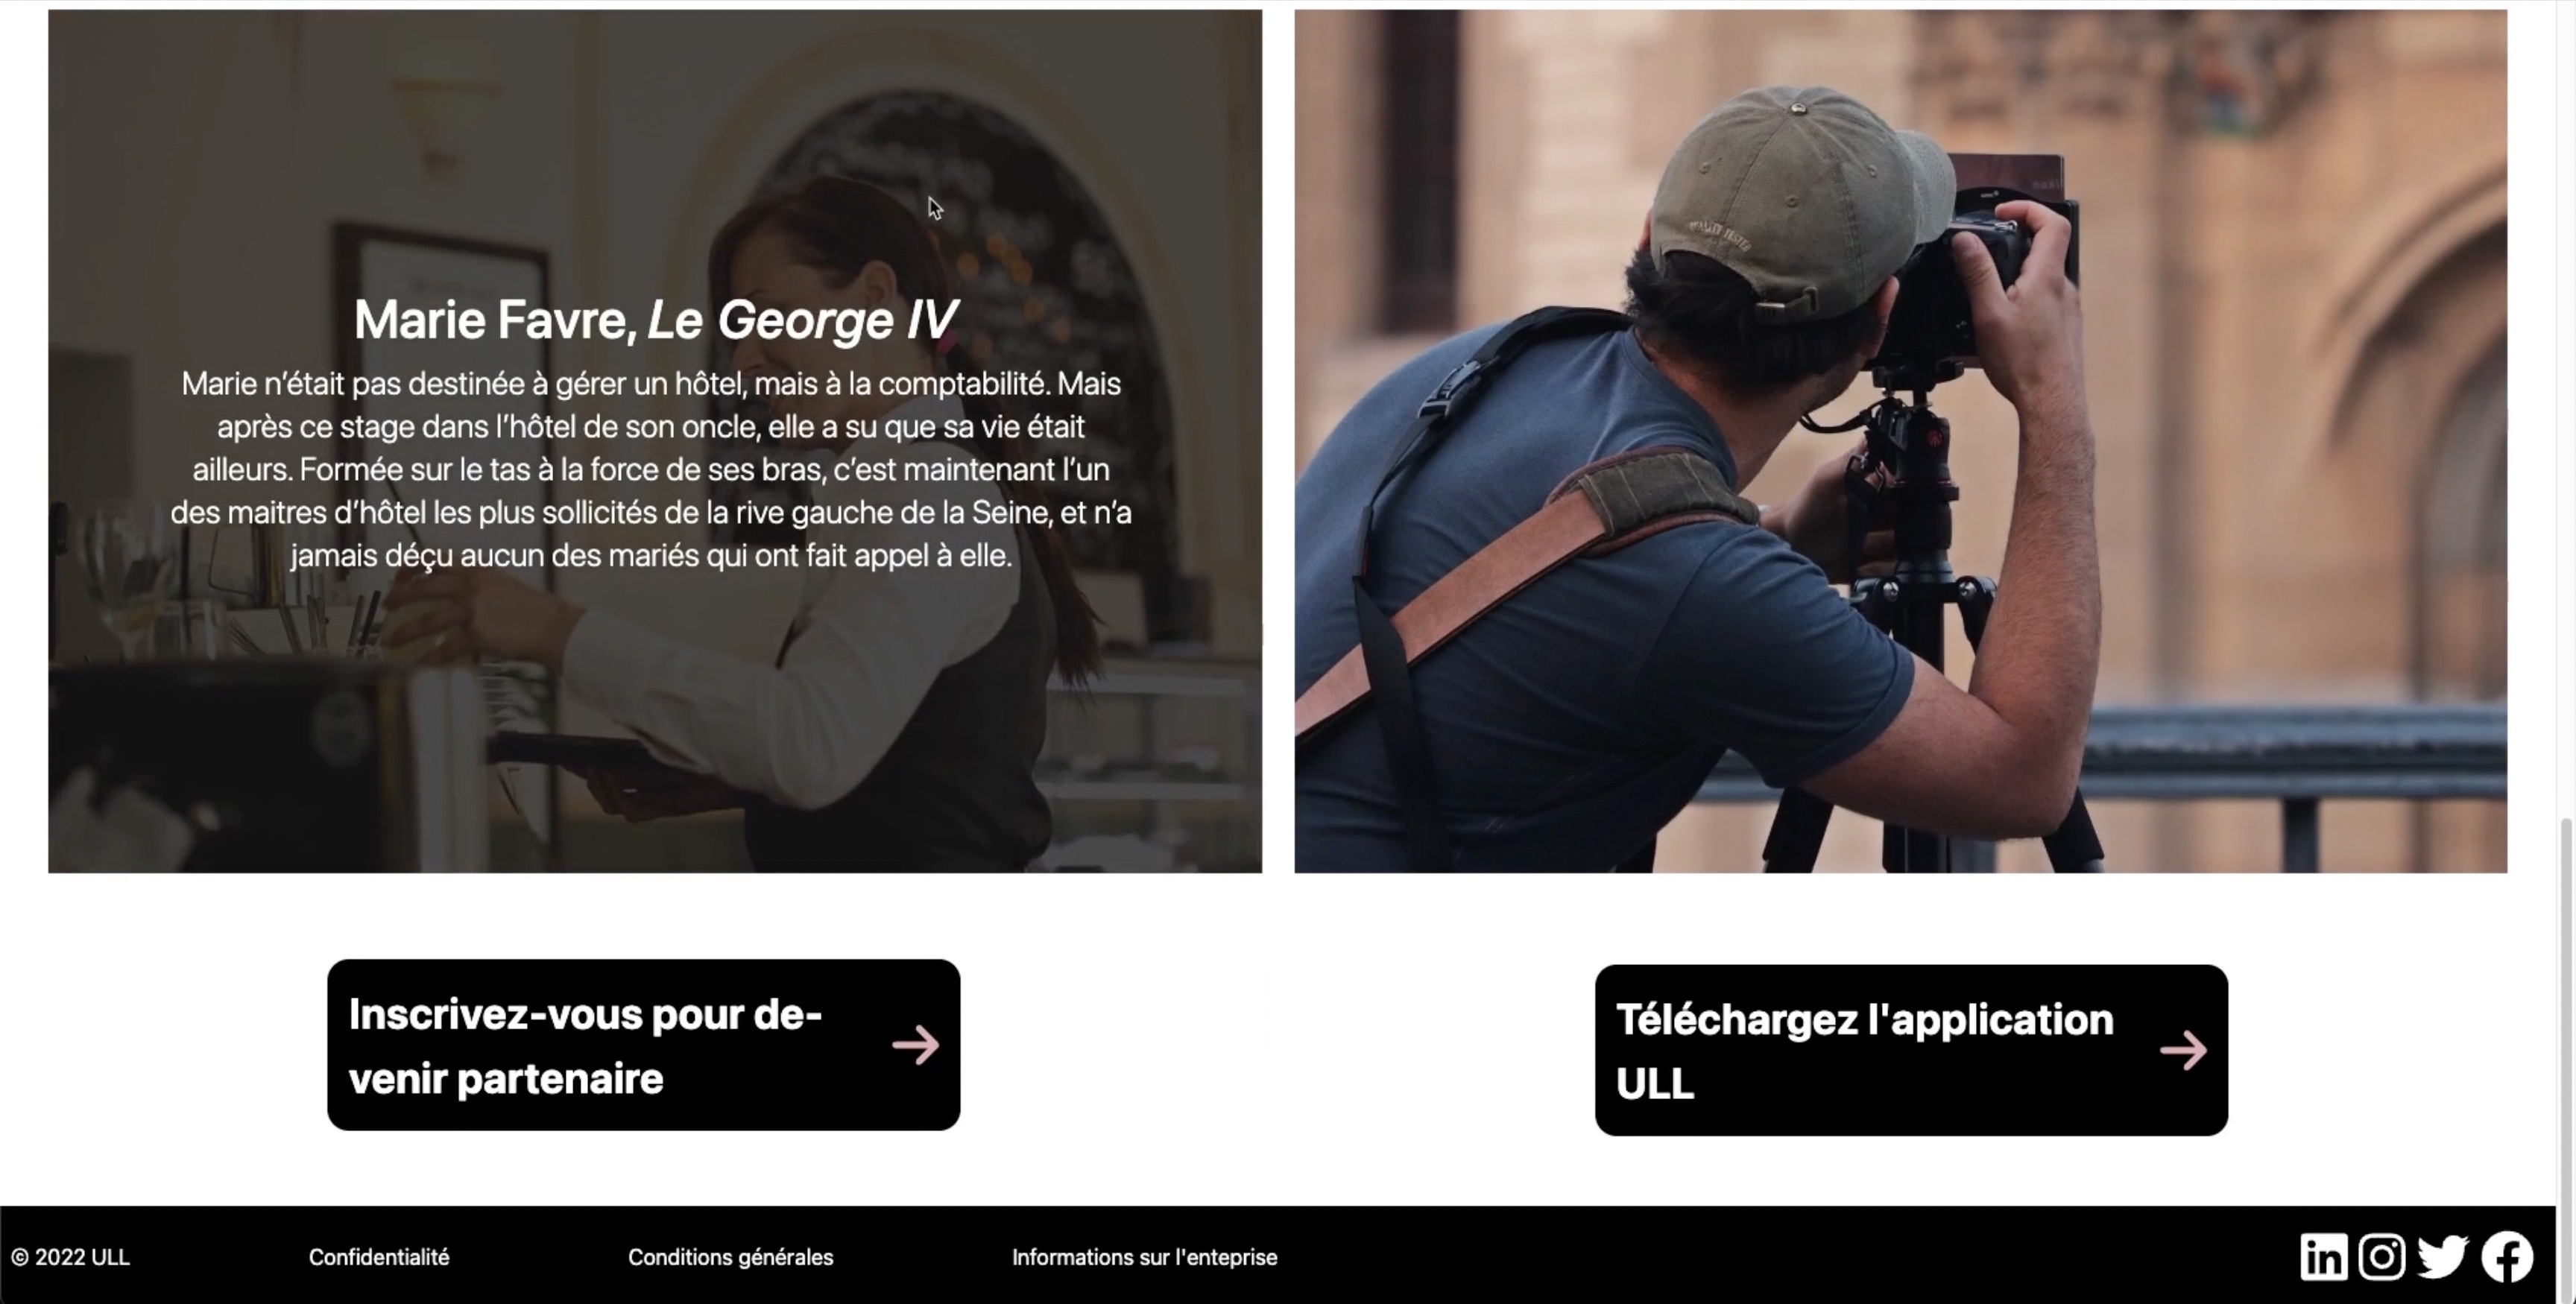 Marie Favre, Le George IV
Marie n’était pas destinée à gérer un hôtel, mais à la comptabilité. Mais
après ce stage dans l’hôtel de son oncle, elle a su que sa vie était
ailleurs. Formée sur le tas à la force de ses bras, c’est maintenant l’un
des maitres d’hôtel les plus sollicités de la rive gauche de la Seine, et n’a
jamais déçu aucun des mariés qui ont fait appel à elle.
QUALITY TESTED
Inscrivez-vous pour de-
venir partenaire
Téléchargez l'application
ULL
© 2022 ULL
Confidentialité
Conditions générales
Informations sur l'enteprise